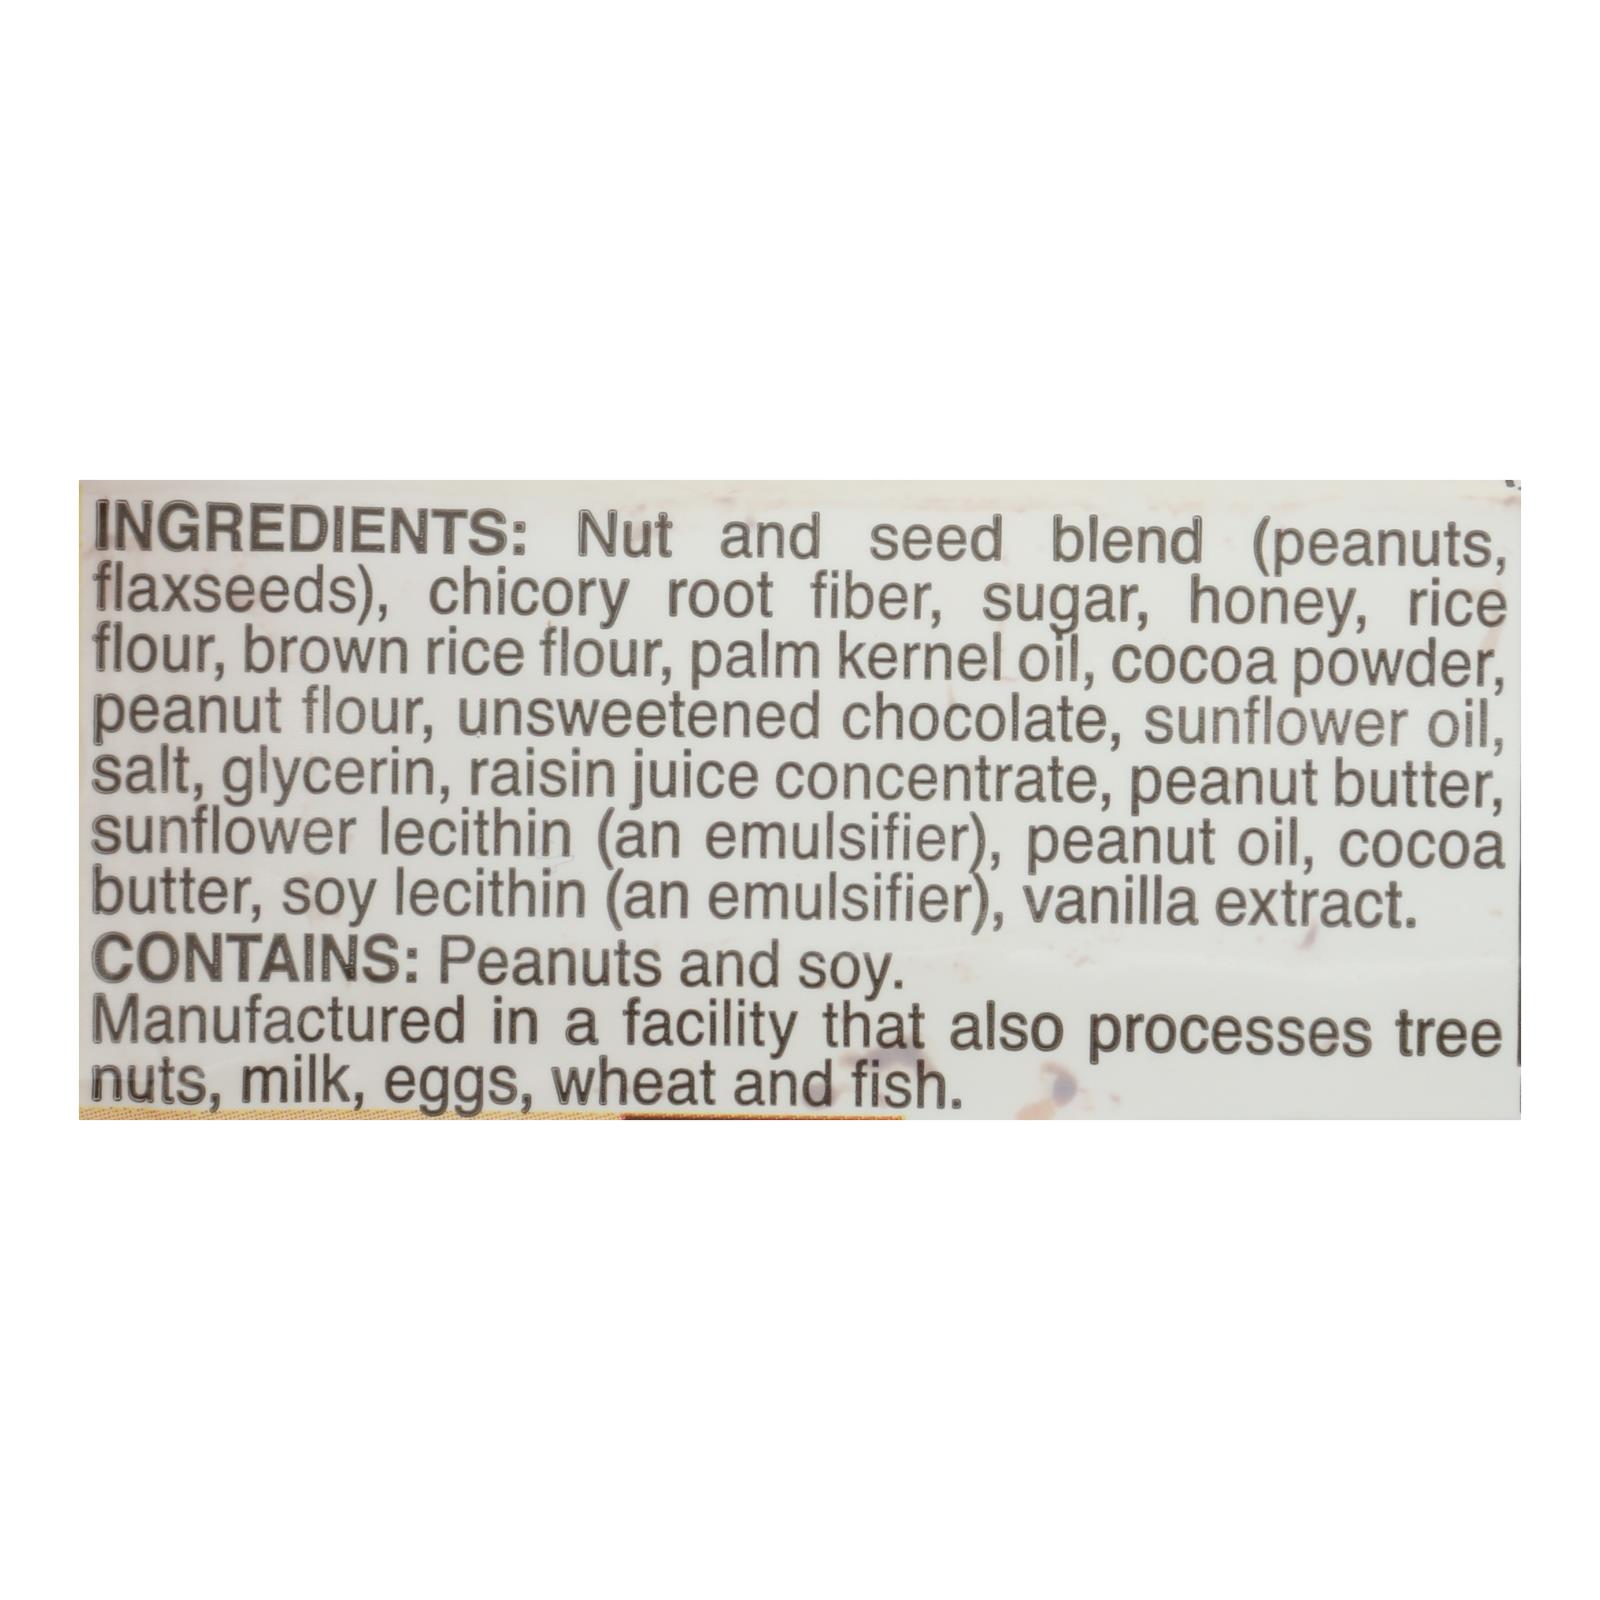 INGREDIENTS: Nut and seed blend (peanuts,
flaxseeds), chicory root fiber, sugar, honey, rice
flour, brown rice flour, palm kernel oil, cocoa powder,
peanut flour, unsweetened chocolate, sunflower oil,
salt, glycerin, raisin juice concentrate, peanut butter,
sunflower lecithin (an emulsifier), peanut oil, cocoa
butter, soy lecithin (an emulsifier), vanilla extract.
CONTAINS: Peanuts and soy.
Manufactured in a facility that also processes tree
nuts, milk, eggs, wheat and fish.